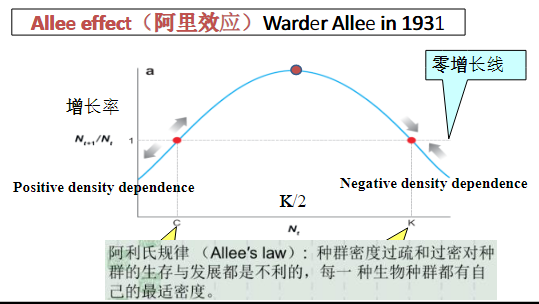 Allee effect（阿里效应）Warder Allee in 1931
a
零增长线
增长率
Nt+1/Nt
1
Positive density dependence
Negative density dependence
K/2
C
Nt
K
阿利氏规律 （Allee's law）：种群密度过疏和过密对种
群的生存与发展都是不利的，每一 种生物种群都有自
己的最适密度。